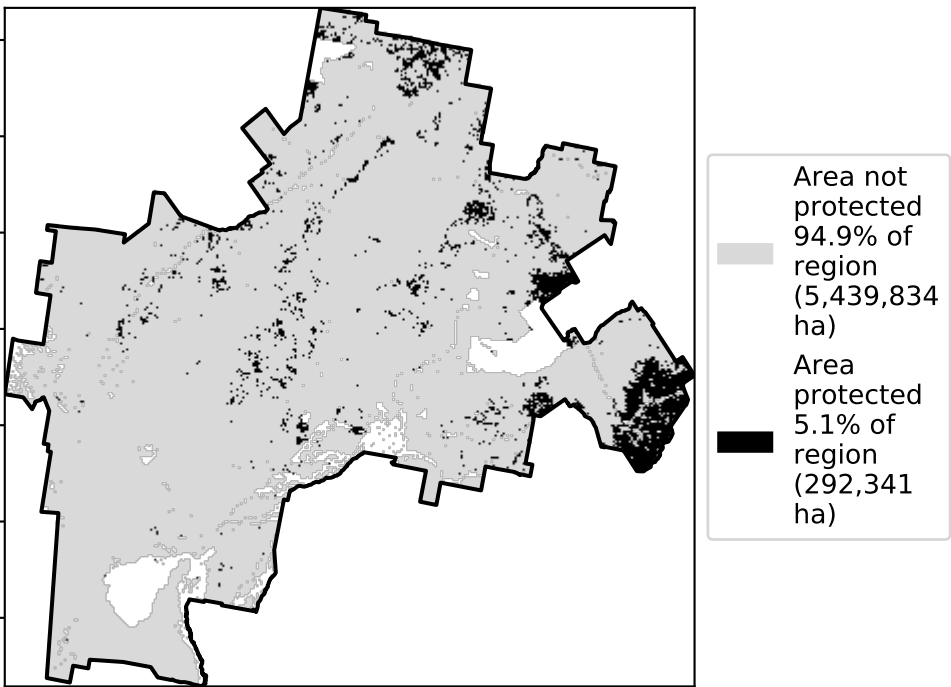 Area not
protected
94.9% of
region
(5,439,834
ha)
Area
protected
5.1% of
region
(292,341
ha)